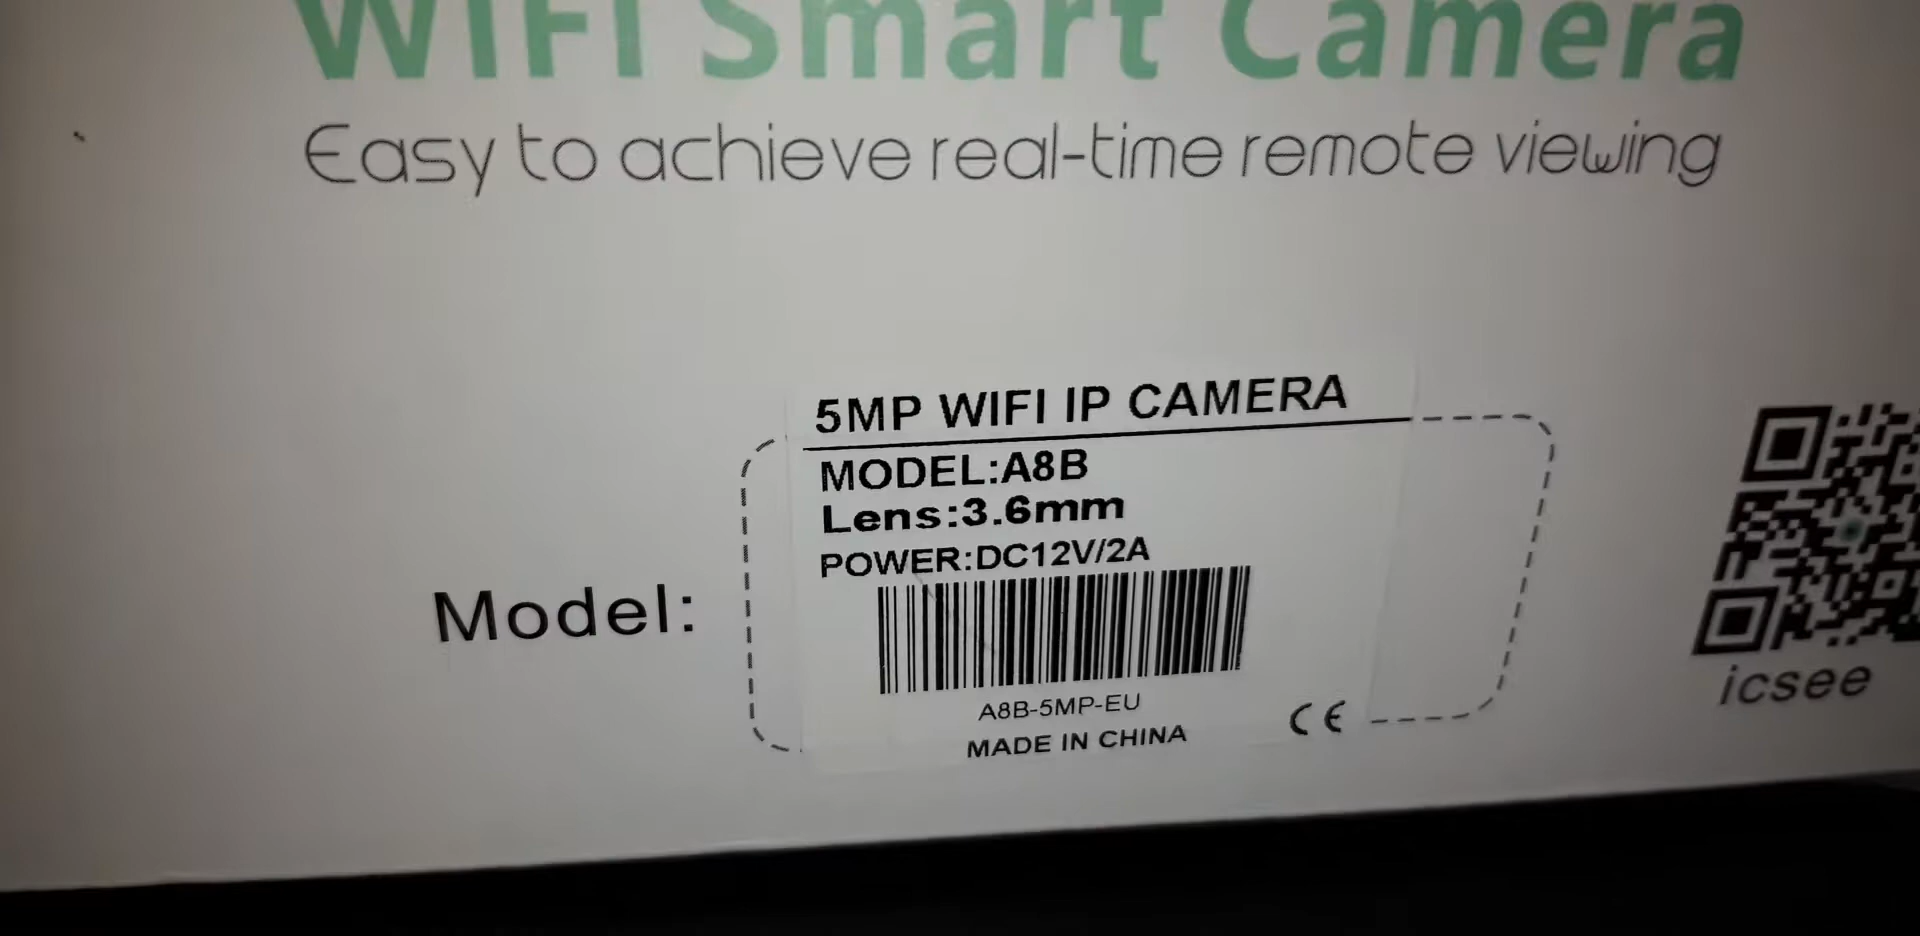 WIFI Smart Camera
Easy to achieve real-time remote viewing
5MP WIFI IP CAMERA
MODEL:A8B
Lens:3.6mm
POWER:DC12V/2A
Model:
A8B-5MP-EU
MADE IN CHINA
CE
icsee